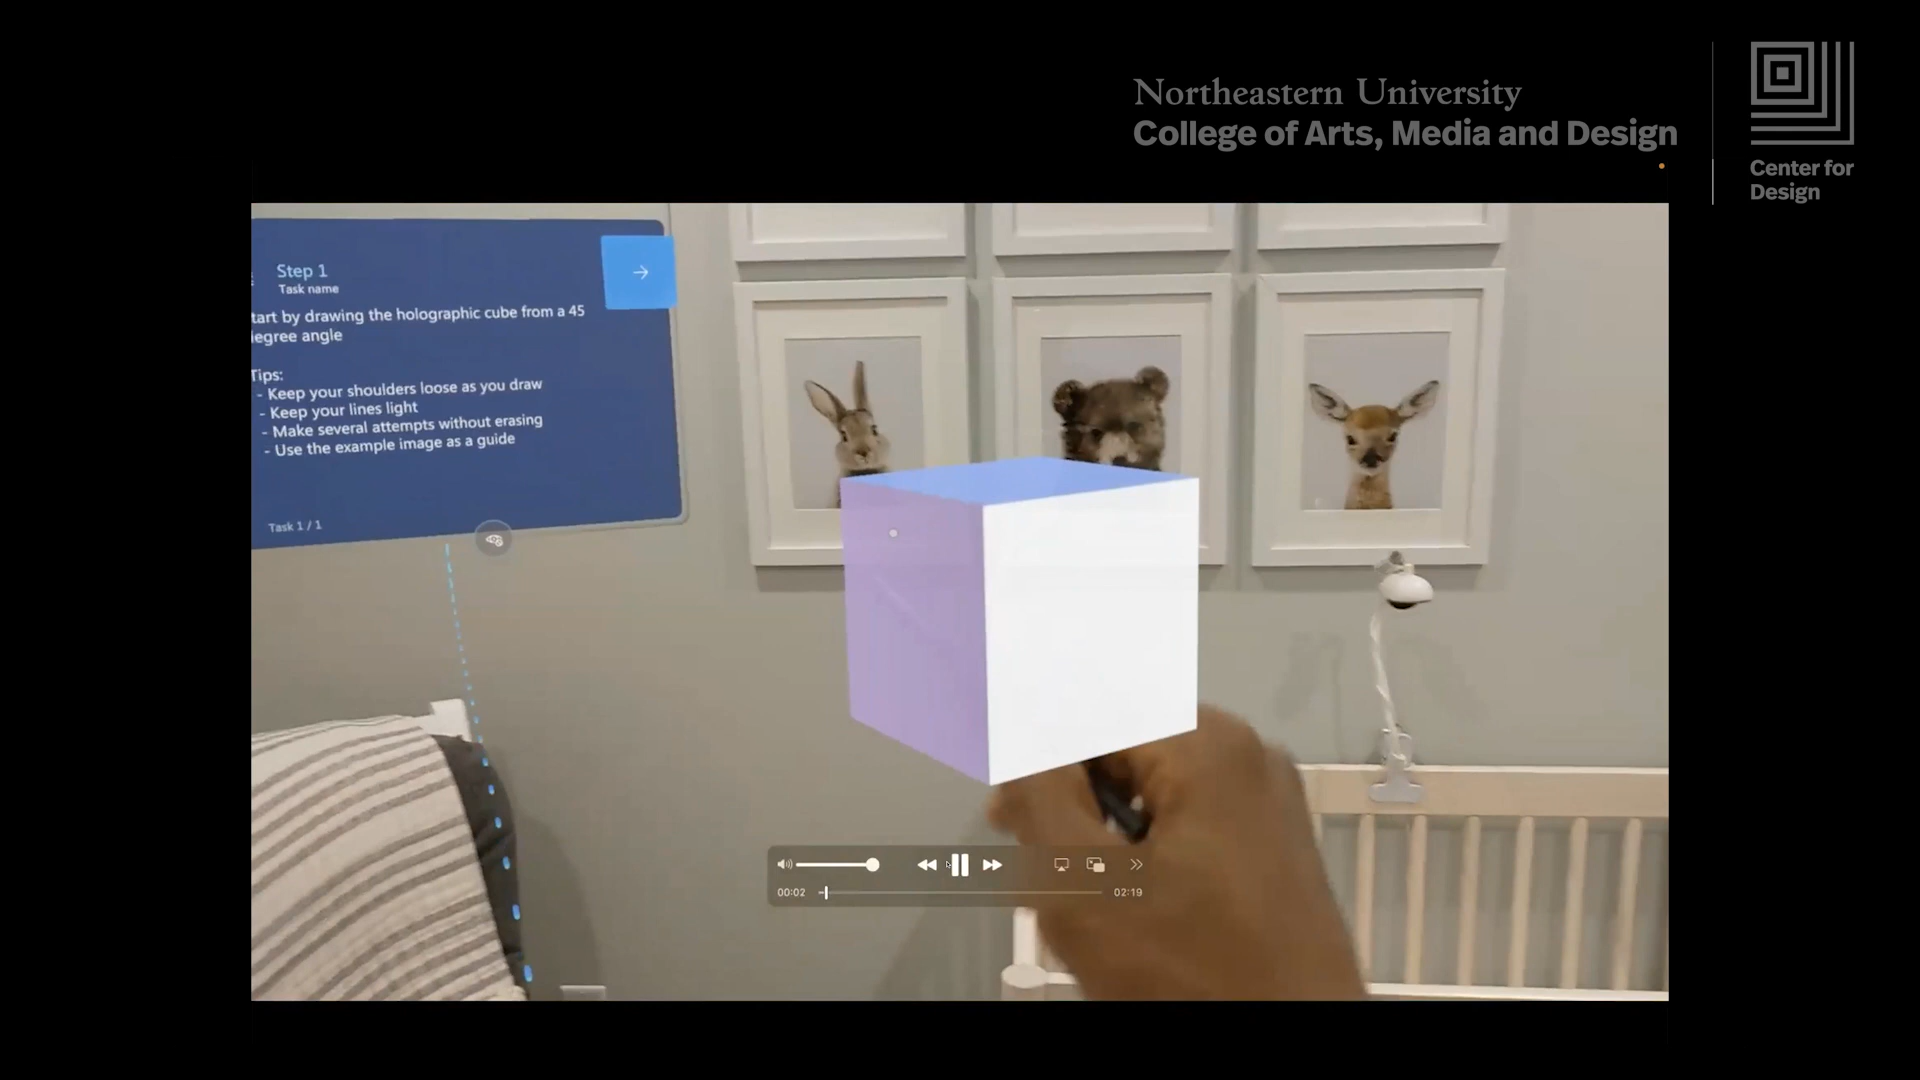 Northeastern University
College of Arts, Media and Design
Center for
Design
Step 1
Task name
tart by drawing the holographic cube from a 45
egree angle
Tips:
- Keep your shoulders loose as you draw
- Keep your lines light
- Make several attempts without erasing
- Use the example image as a guide
Task 1 / 1
00:02
02:19